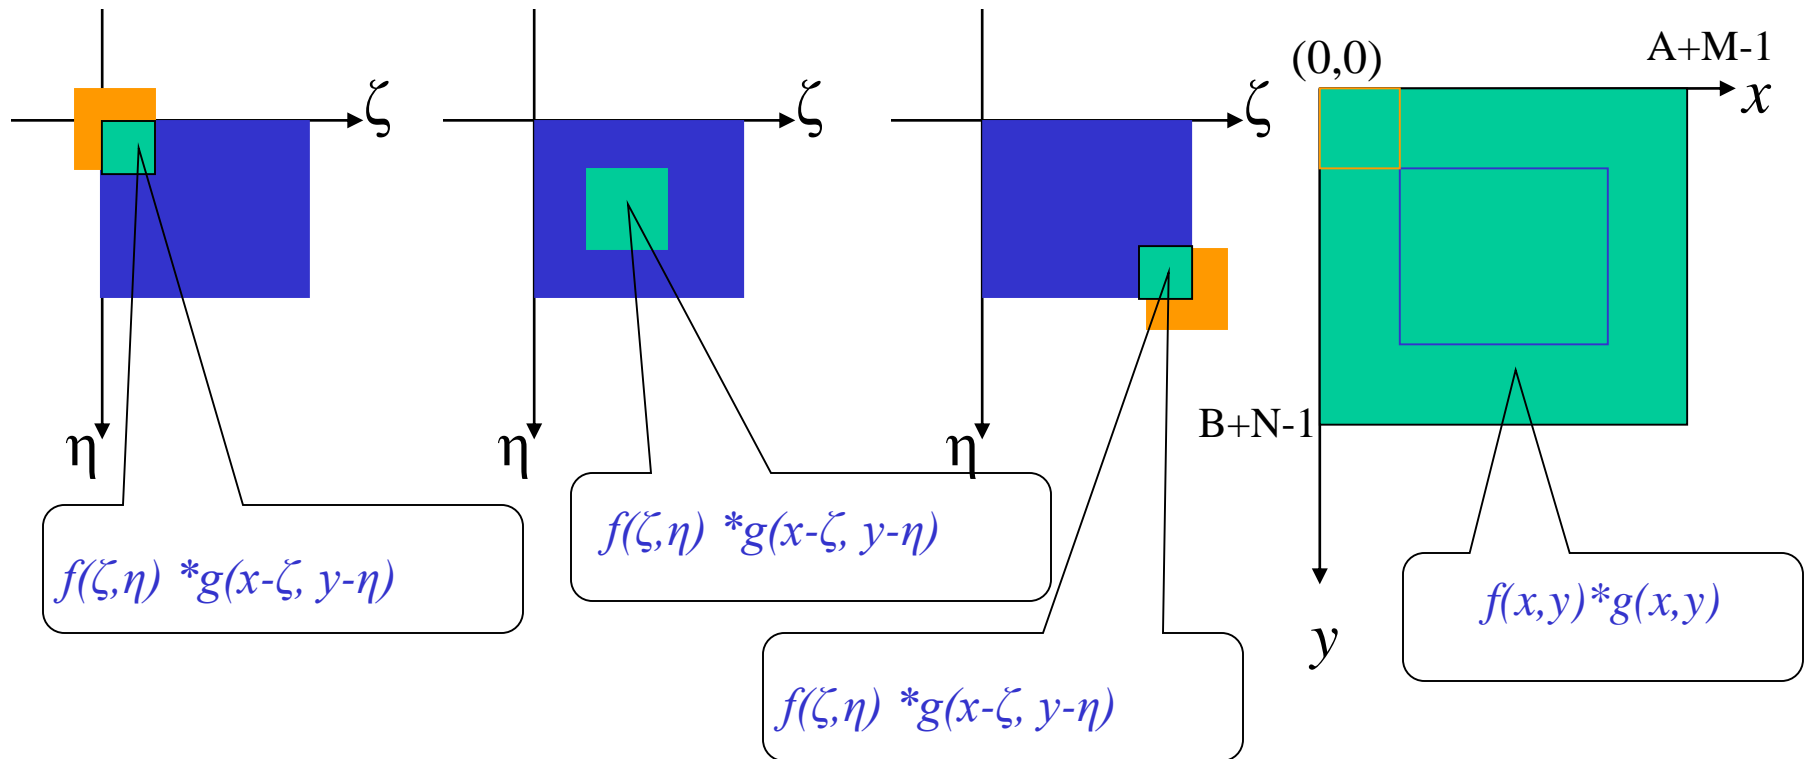 (0,0)
A+M-1
ζ
ζ
ζ
x
η
η
η
B+N-1
f(ζ,η) *g(x-ζ, y-η)
f(ζ,η) *g(x-ζ, y-η)
f(x,y)*g(x,y)
y
f(ζ,η) *g(x-ζ, y-η)